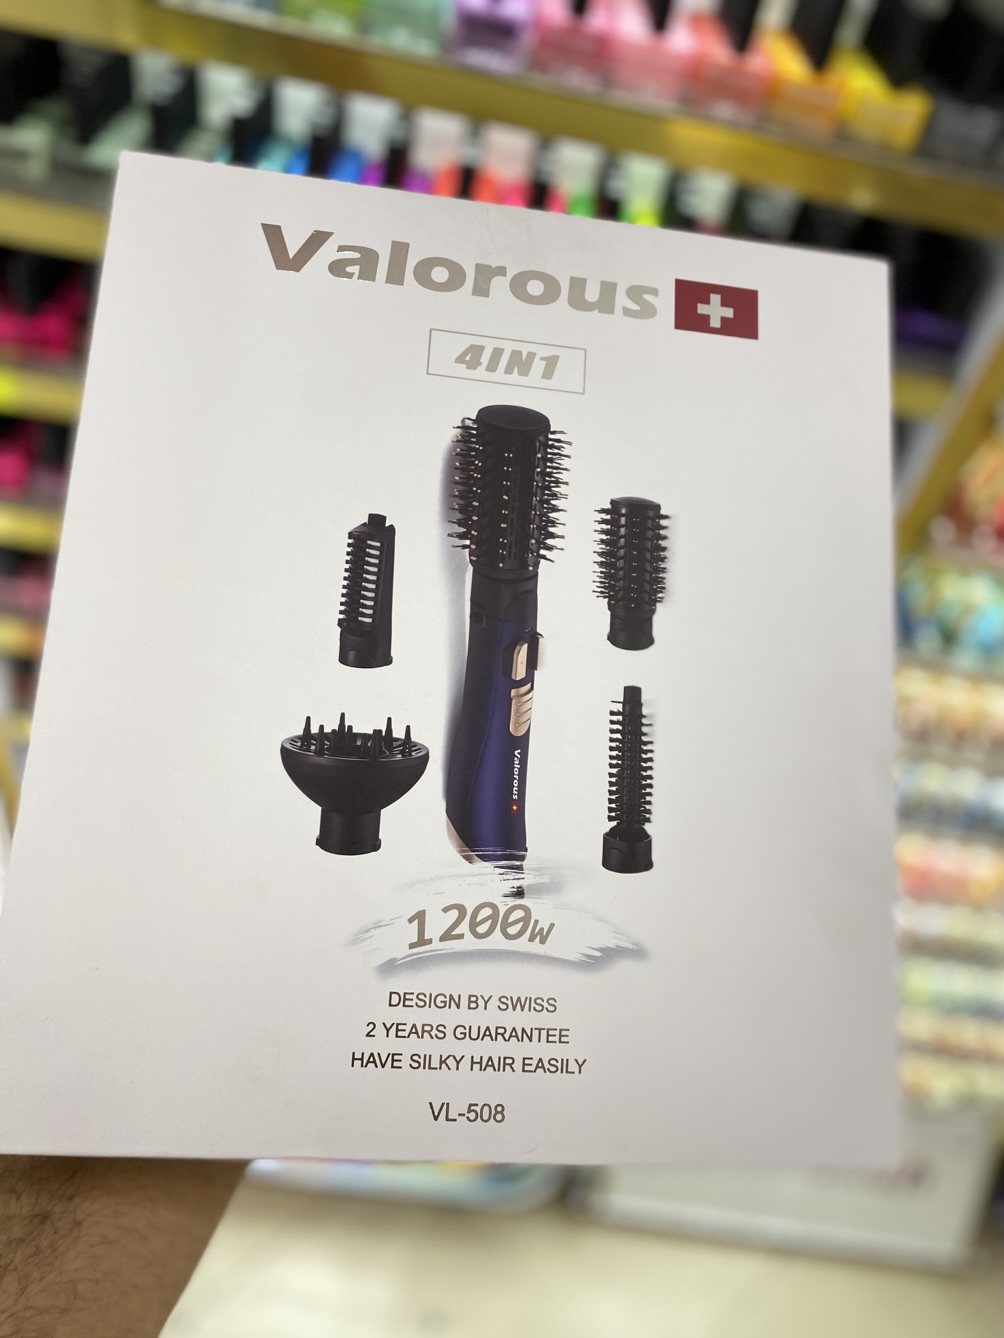 Valorous
4IN1
Valorous
1200w
DESIGN BY SWISS
2 YEARS GUARANTEE
HAVE SILKY HAIR EASILY
VL-508